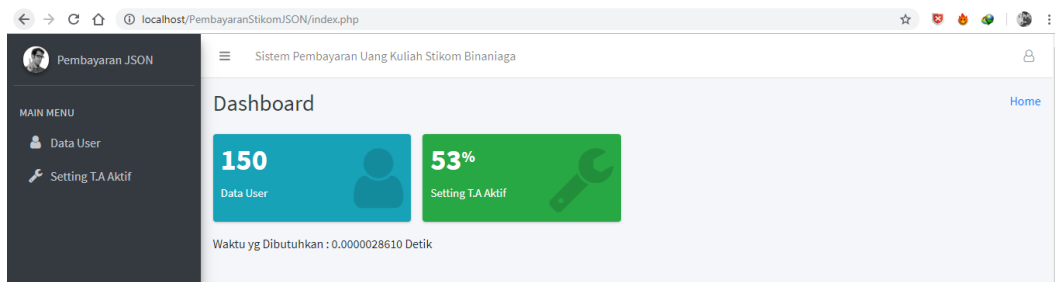 localhost/PembayaranStikomJSON/index.php
Pembayaran JSON
Sistem Pembayaran Uang Kuliah Stikom Binaniaga
MAIN MENU
Data User
Setting T.A Aktif
Dashboard
Home
150
Data User
53%
Setting T.A Aktif
Waktu yg Dibutuhkan : 0.0000028610 Detik